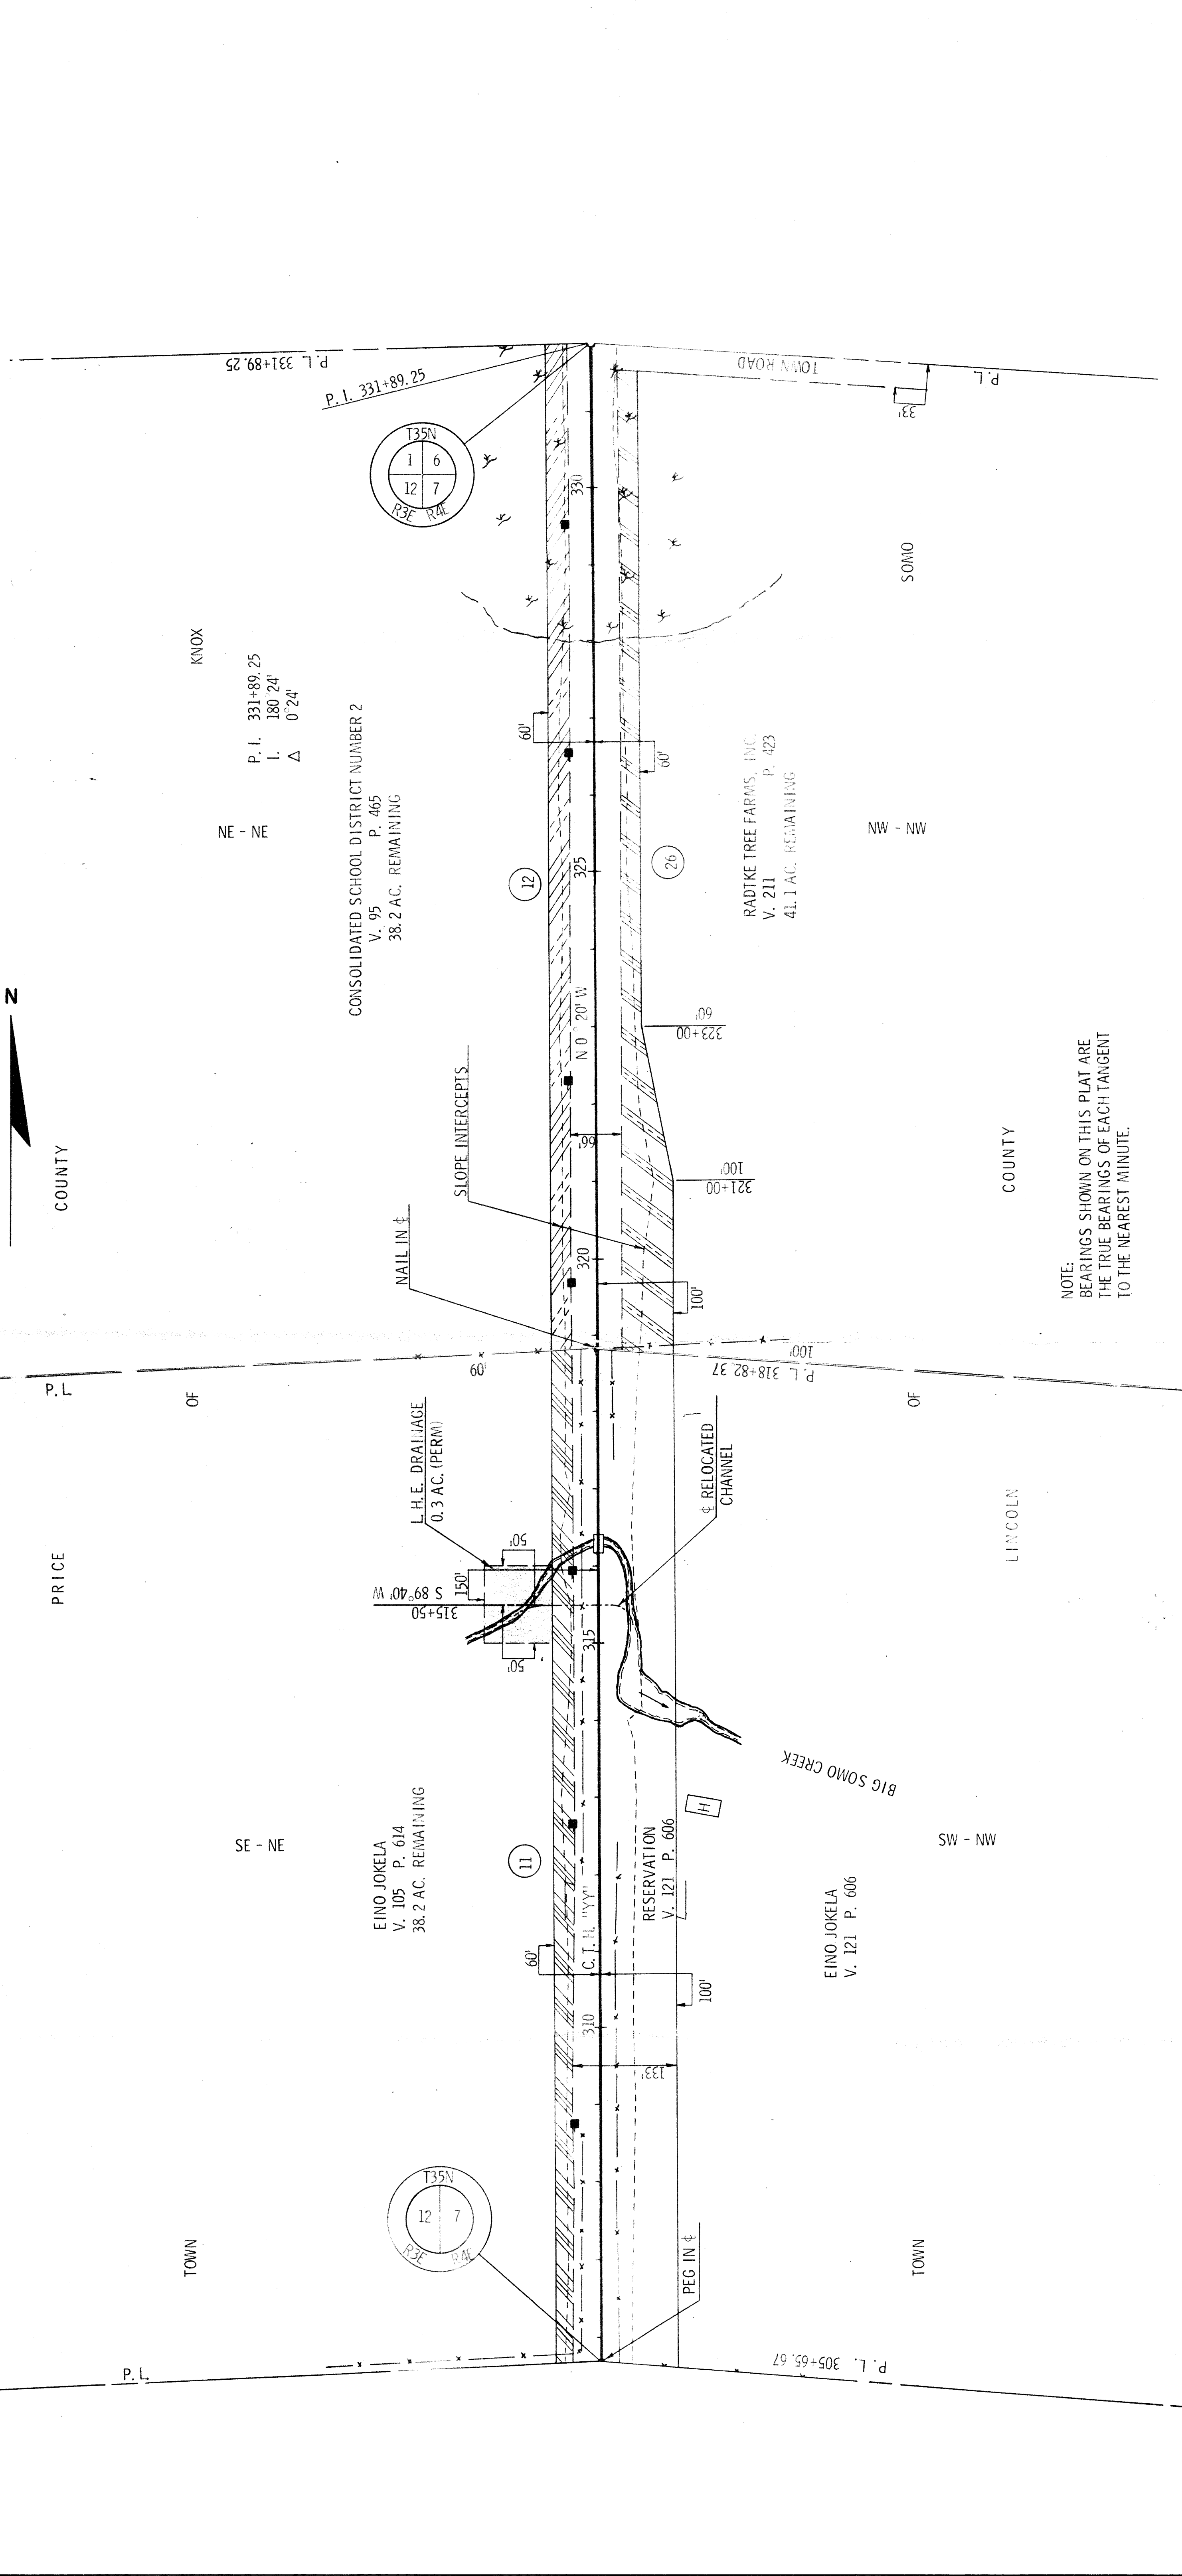 P.L. 331+89.25
P.I. 331+89.25
TOWN ROAD
P.L.
33'
T35N
1 6
12 7
R3E R4E
330
SOMO
KNOX
P.I. 331+89.25
I. 180°24'
Δ 0°24'
60'
60'
CONSOLIDATED SCHOOL DISTRICT NUMBER 2
V. 95 P. 465
38.2 AC. REMAINING
RADTKE TREE FARMS, INC.
V. 211 P. 423
41.1 AC. REMAINING
NE - NE
NW - NW
12
325
26
N
N 0° 20' W
323+00
60'
SLOPE INTERCEPTS
66'
COUNTY
COUNTY
321+00
100'
NOTE:
BEARINGS SHOWN ON THIS PLAT ARE
THE TRUE BEARINGS OF EACH TANGENT
TO THE NEAREST MINUTE.
NAIL IN ℄
320
100'
60'
100'
P.L. 318+82.37
P.L.
OF
OF
L.H.E. DRAINAGE
0.3 AC. (PERM)
℄ RELOCATED
CHANNEL
LINCOLN
PRICE
50'
150'
S 89°40' W
315+50
50'
315
BIG SOMO CREEK
H
SE - NE
SW - NW
EINO JOKELA
V. 105 P. 614
38.2 AC. REMAINING
11
RESERVATION
V. 121 P. 606
C.T.H. "YY"
EINO JOKELA
V. 121 P. 606
60'
100'
310
133'
T35N
12 7
R3E R4E
TOWN
TOWN
PEG IN ℄
P.L.
P.L. 305+65.67